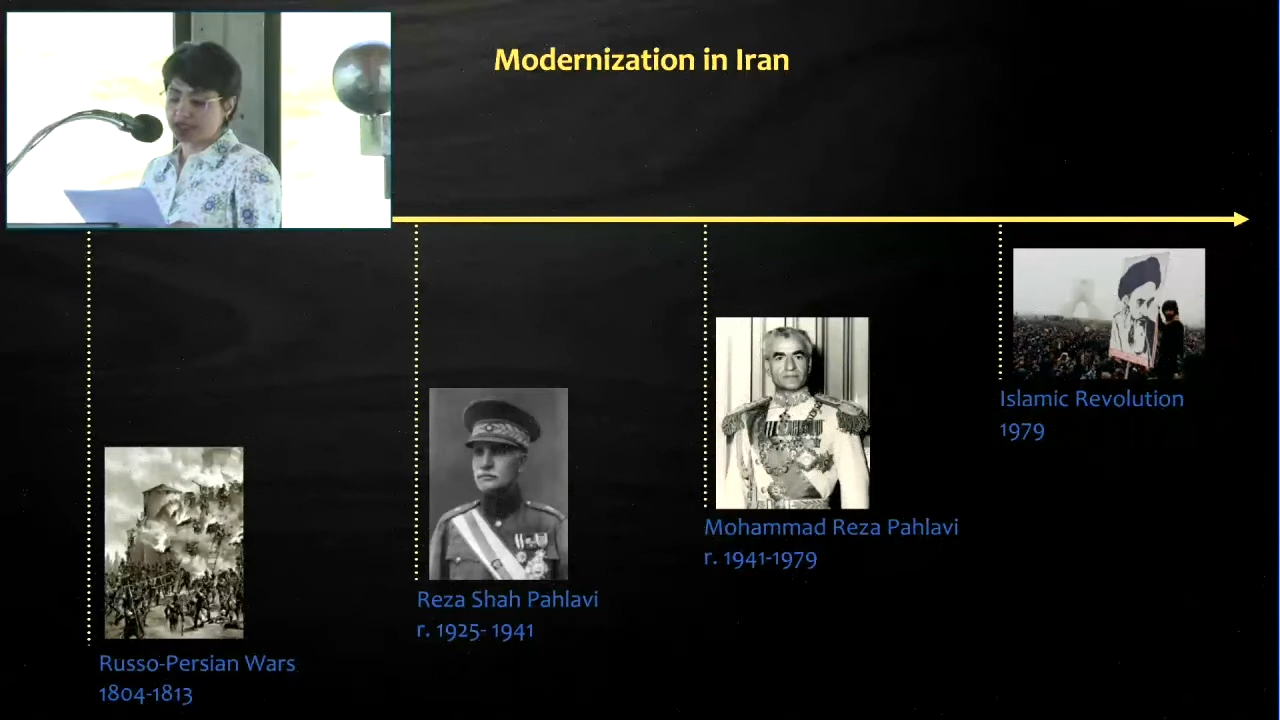 Modernization in Iran
Russo-Persian Wars
1804-1813
Reza Shah Pahlavi
r. 1925- 1941
Mohammad Reza Pahlavi
r. 1941-1979
Islamic Revolution
1979